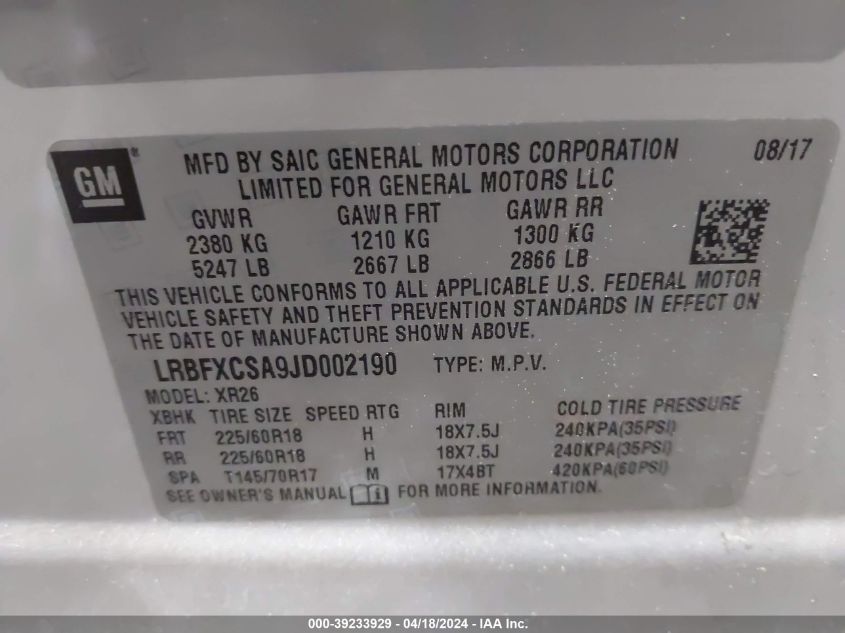 GM®
MFD BY SAIC GENERAL MOTORS CORPORATION 08/17
LIMITED FOR GENERAL MOTORS LLC
GVWR GAWR FRT GAWR RR
2380 KG 1210 KG 1300 KG
5247 LB 2667 LB 2866 LB
THIS VEHICLE CONFORMS TO ALL APPLICABLE U.S. FEDERAL MOTOR
VEHICLE SAFETY AND THEFT PREVENTION STANDARDS IN EFFECT ON
THE DATE OF MANUFACTURE SHOWN ABOVE.
LRBFXCSA9JD002190 TYPE: M.P.V.
MODEL: XR26
XBHK TIRE SIZE SPEED RTG RIM COLD TIRE PRESSURE
FRT 225/60R18 H 18X7.5J 240KPA(35PSI)
RR 225/60R18 H 18X7.5J 240KPA(35PSI)
SPA T145/70R17 M 17X4BT 420KPA(60PSI)
SEE OWNER'S MANUAL FOR MORE INFORMATION.
000-39233929 - 04/18/2024 - IAA Inc.